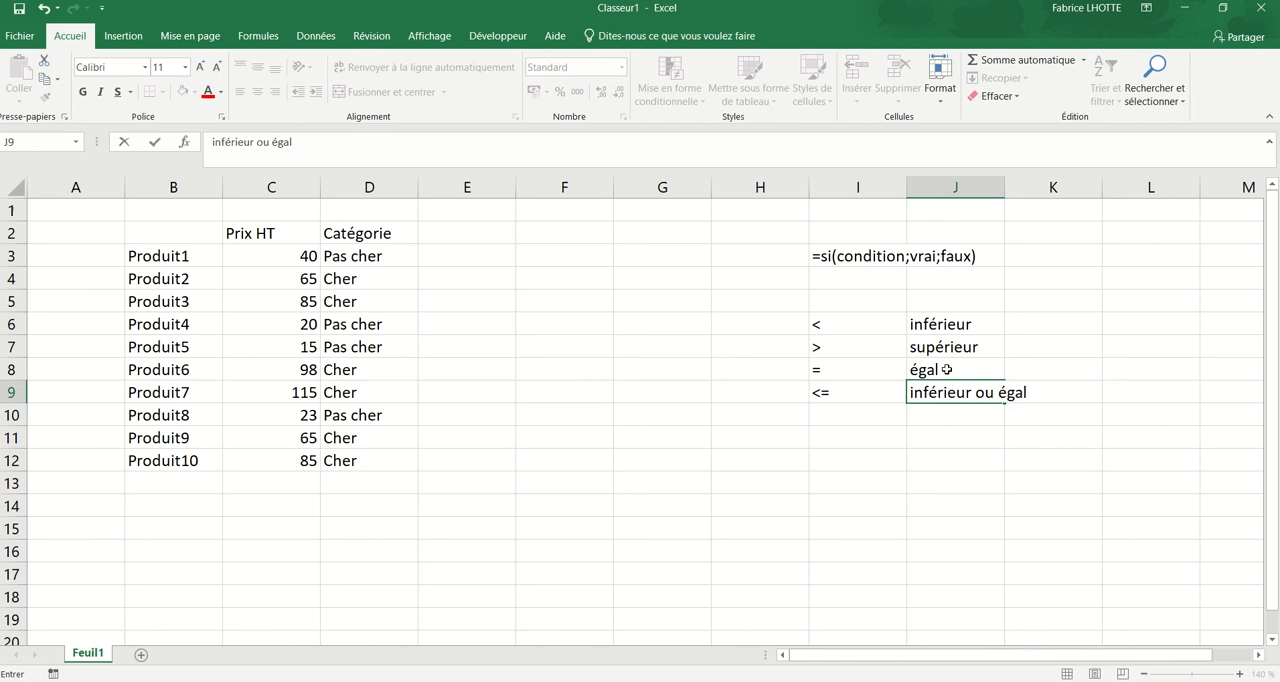 Classeur1 - Excel
Fabrice LHOTTE
Fichier Accueil Insertion Mise en page Formules Données Révision Affichage Développeur Aide Dites-nous ce que vous voulez faire
Partager
Coller
Calibri 11
G I S A
Renvoyer à la ligne automatiquement
Fusionner et centrer
Standard
% 000
Mise en forme conditionnelle
Mettre sous forme de tableau
Styles de cellules
Insérer Supprimer Format
Somme automatique
Recopier
Effacer
Trier et filtrer
Rechercher et sélectionner
Presse-papiers Police Alignement Nombre Styles Cellules Édition
J9 fx inférieur ou égal
A B C D E F G H I J K L M
1
2 Prix HT Catégorie
3 Produit1 40 Pas cher =si(condition;vrai;faux)
4 Produit2 65 Cher
5 Produit3 85 Cher
6 Produit4 20 Pas cher < inférieur
7 Produit5 15 Pas cher > supérieur
8 Produit6 98 Cher = égal
9 Produit7 115 Cher <= inférieur ou égal
10 Produit8 23 Pas cher
11 Produit9 65 Cher
12 Produit10 85 Cher
13
14
15
16
17
18
19
20
Feuil1
Entrer
140 %